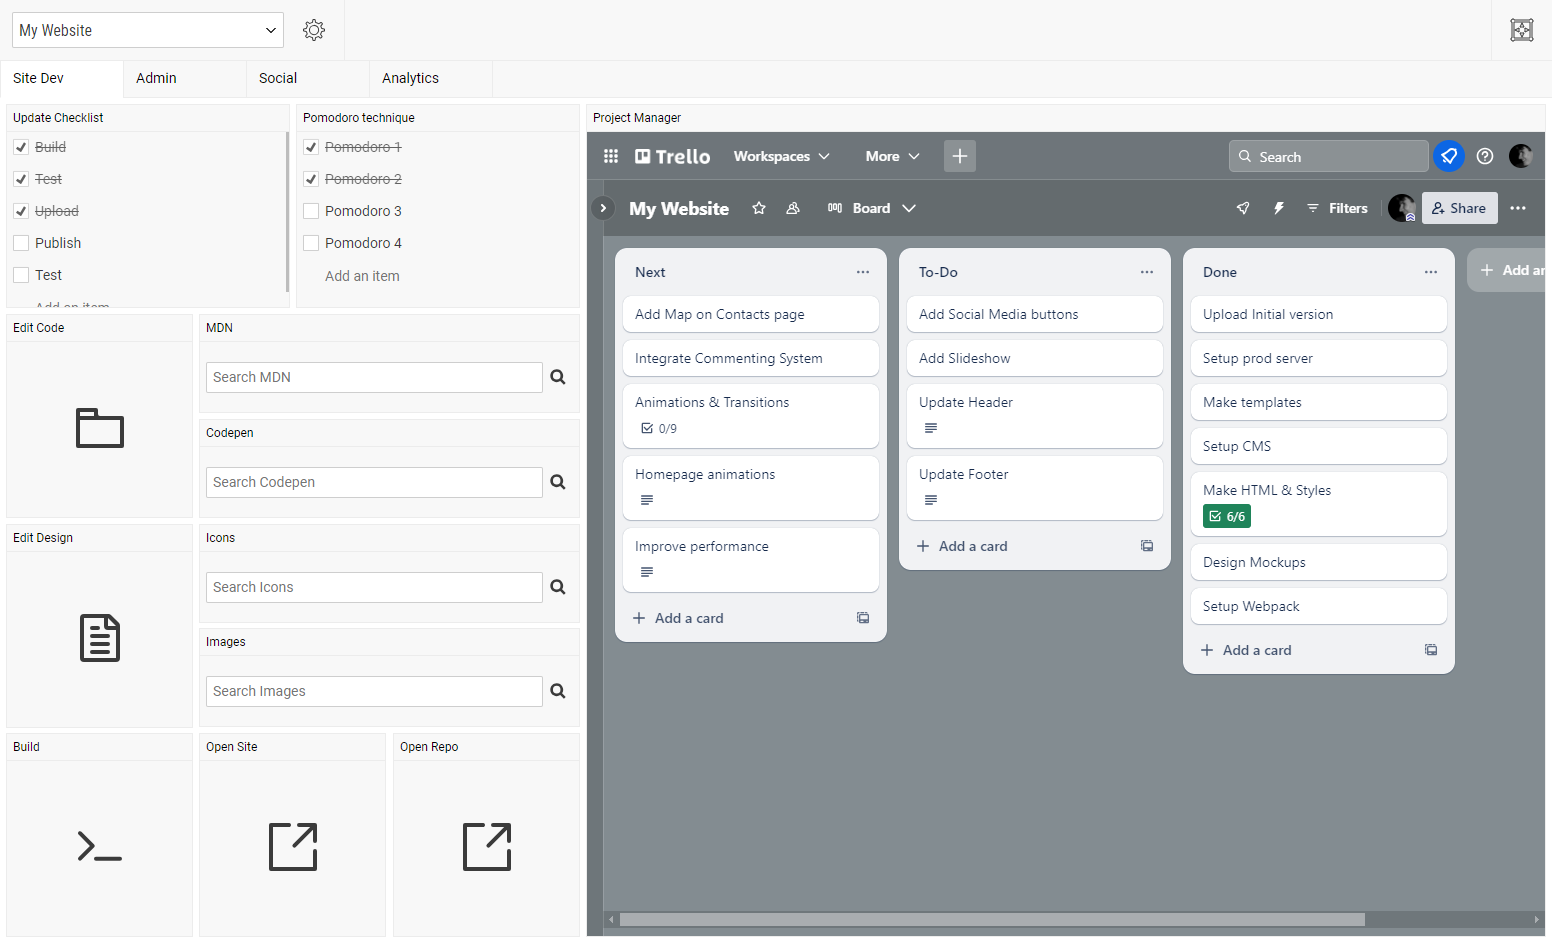 My Website
Site Dev
Admin
Social
Analytics
Update Checklist
Build
Test
Upload
Publish
Test
Add an item
Pomodoro technique
Pomodoro 1
Pomodoro 2
Pomodoro 3
Pomodoro 4
Add an item
Edit Code
MDN
Search MDN
Codepen
Search Codepen
Edit Design
Icons
Search Icons
Images
Search Images
Build
Open Site
Open Repo
Project Manager
Trello
Workspaces
More
Search
My Website
Board
Filters
Share
Next
Add Map on Contacts page
Integrate Commenting System
Animations & Transitions
0/9
Homepage animations
Improve performance
Add a card
To-Do
Add Social Media buttons
Add Slideshow
Update Header
Update Footer
Add a card
Done
Upload Initial version
Setup prod server
Make templates
Setup CMS
Make HTML & Styles
6/6
Design Mockups
Setup Webpack
Add a card
Add an